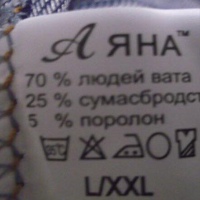 А ЯНА™
70 % людей вата
25 % сумасбродст
5 % поролон
L/XXL